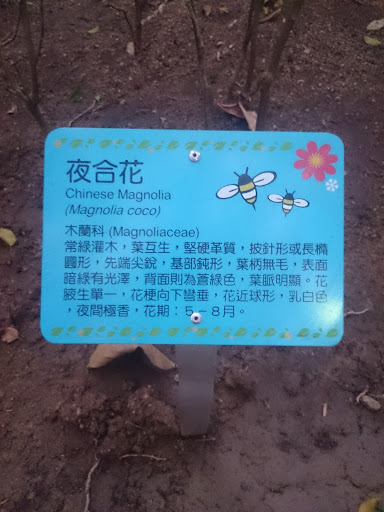 夜合花
Chinese Magnolia
(Magnolia coco)
木蘭科 (Magnoliaceae)
常綠灌木，葉互生，堅硬革質，披針形或長橢
圓形，先端尖銳，基部鈍形，葉柄無毛，表面
暗綠有光澤，背面則為蒼綠色，葉脈明顯。花
腋生單一，花梗向下彎垂，花近球形，乳白色
，夜間極香，花期：5～8月。